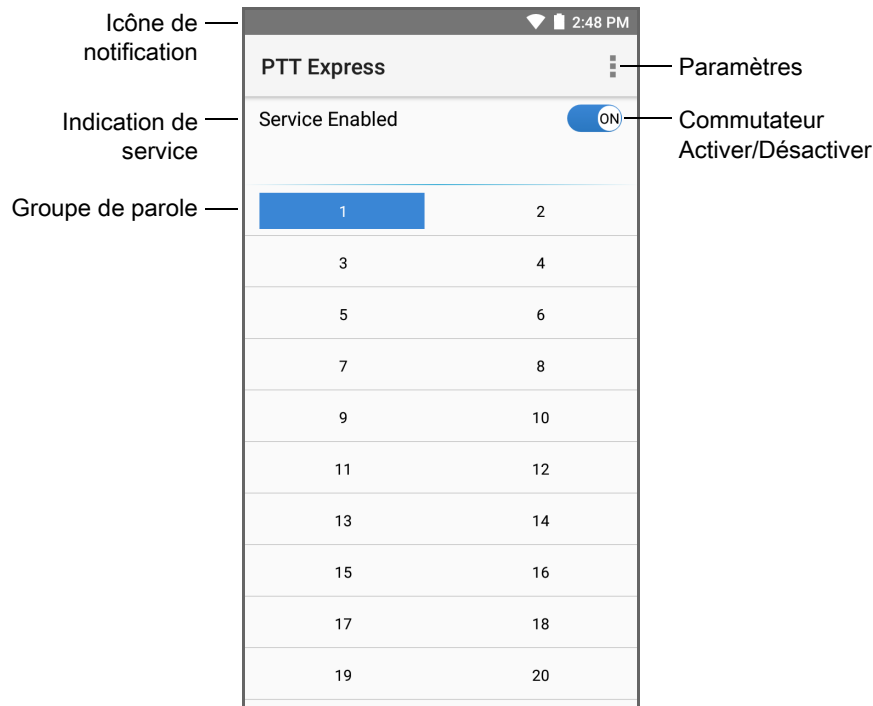 Icône de
notification
2:48 PM
PTT Express
Paramètres
Indication de
service
Service Enabled
ON
Commutateur
Activer/Désactiver
Groupe de parole
1 2
3 4
5 6
7 8
9 10
11 12
13 14
15 16
17 18
19 20